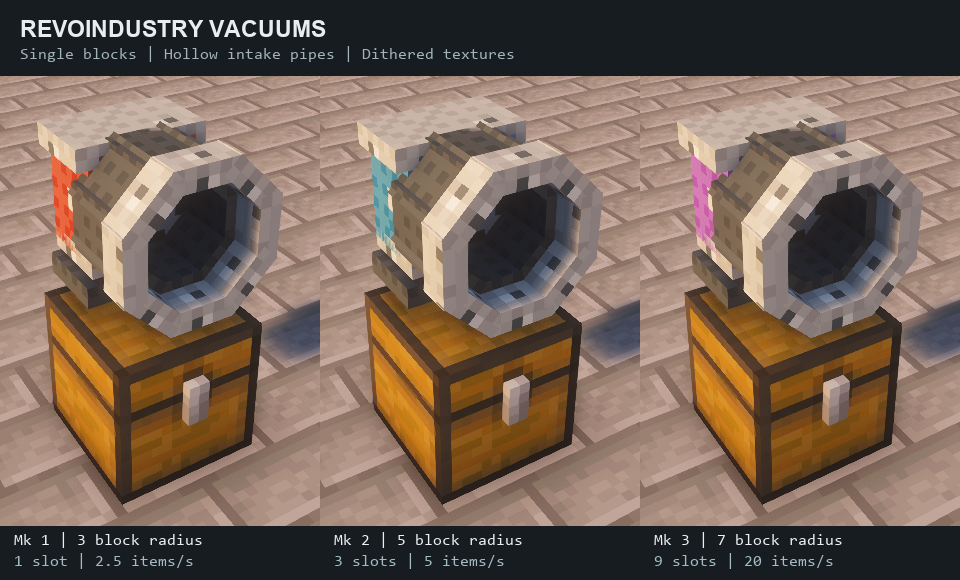 REVOINDUSTRY VACUUMS
Single blocks | Hollow intake pipes | Dithered textures
Mk 1 | 3 block radius
1 slot | 2.5 items/s
Mk 2 | 5 block radius
3 slots | 5 items/s
Mk 3 | 7 block radius
9 slots | 20 items/s